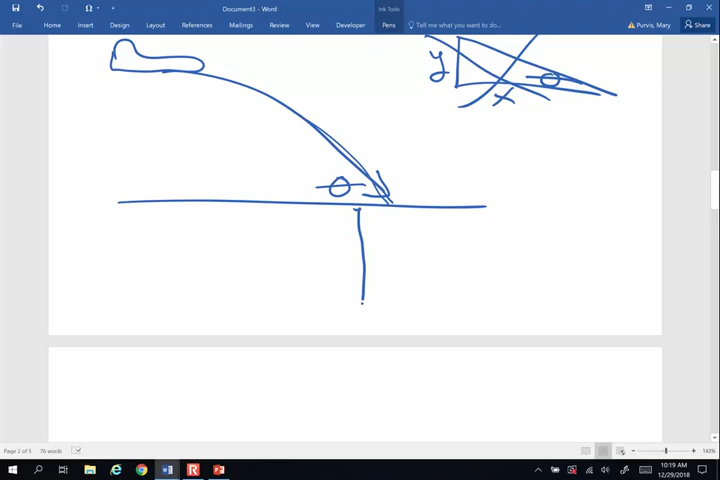 Document3 - Word
Ink Tools
Purvis, Mary
File Home Insert Draw Design Layout References Mailings Review View Developer Pens Tell me what you want to do... Share
y
θ
x
θ
Page 2 of 5 76 words
143%
10:19 AM
12/29/2018